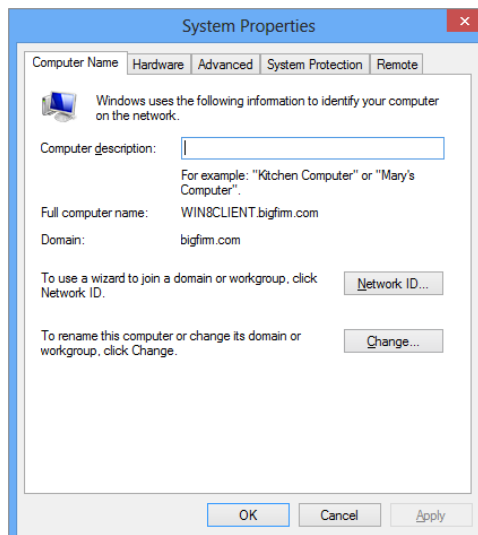 System Properties
Computer Name Hardware Advanced System Protection Remote
Windows uses the following information to identify your computer
on the network.
Computer description:
For example: "Kitchen Computer" or "Mary's
Computer".
Full computer name: WIN8CLIENT.bigfirm.com
Domain: bigfirm.com
To use a wizard to join a domain or workgroup, click
Network ID.
Network ID...
To rename this computer or change its domain or
workgroup, click Change.
Change...
OK Cancel Apply